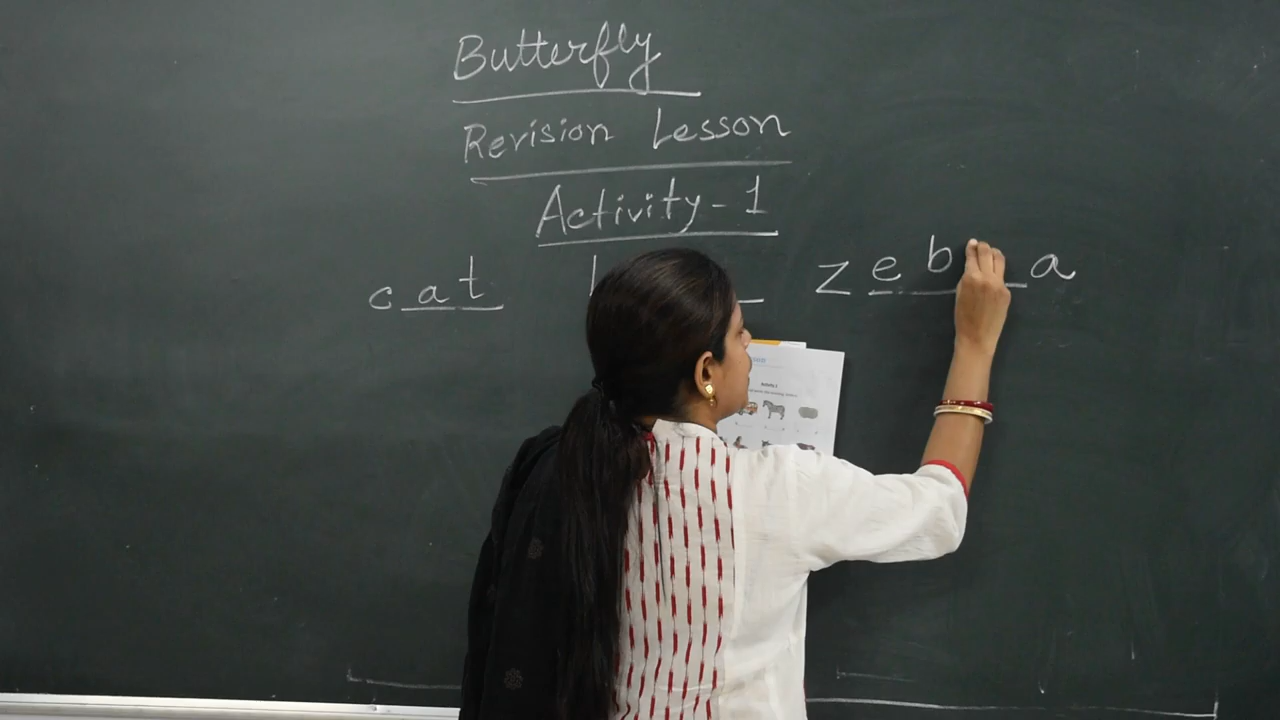 Butterfly
Revision Lesson
Activity-1
cat zeb a